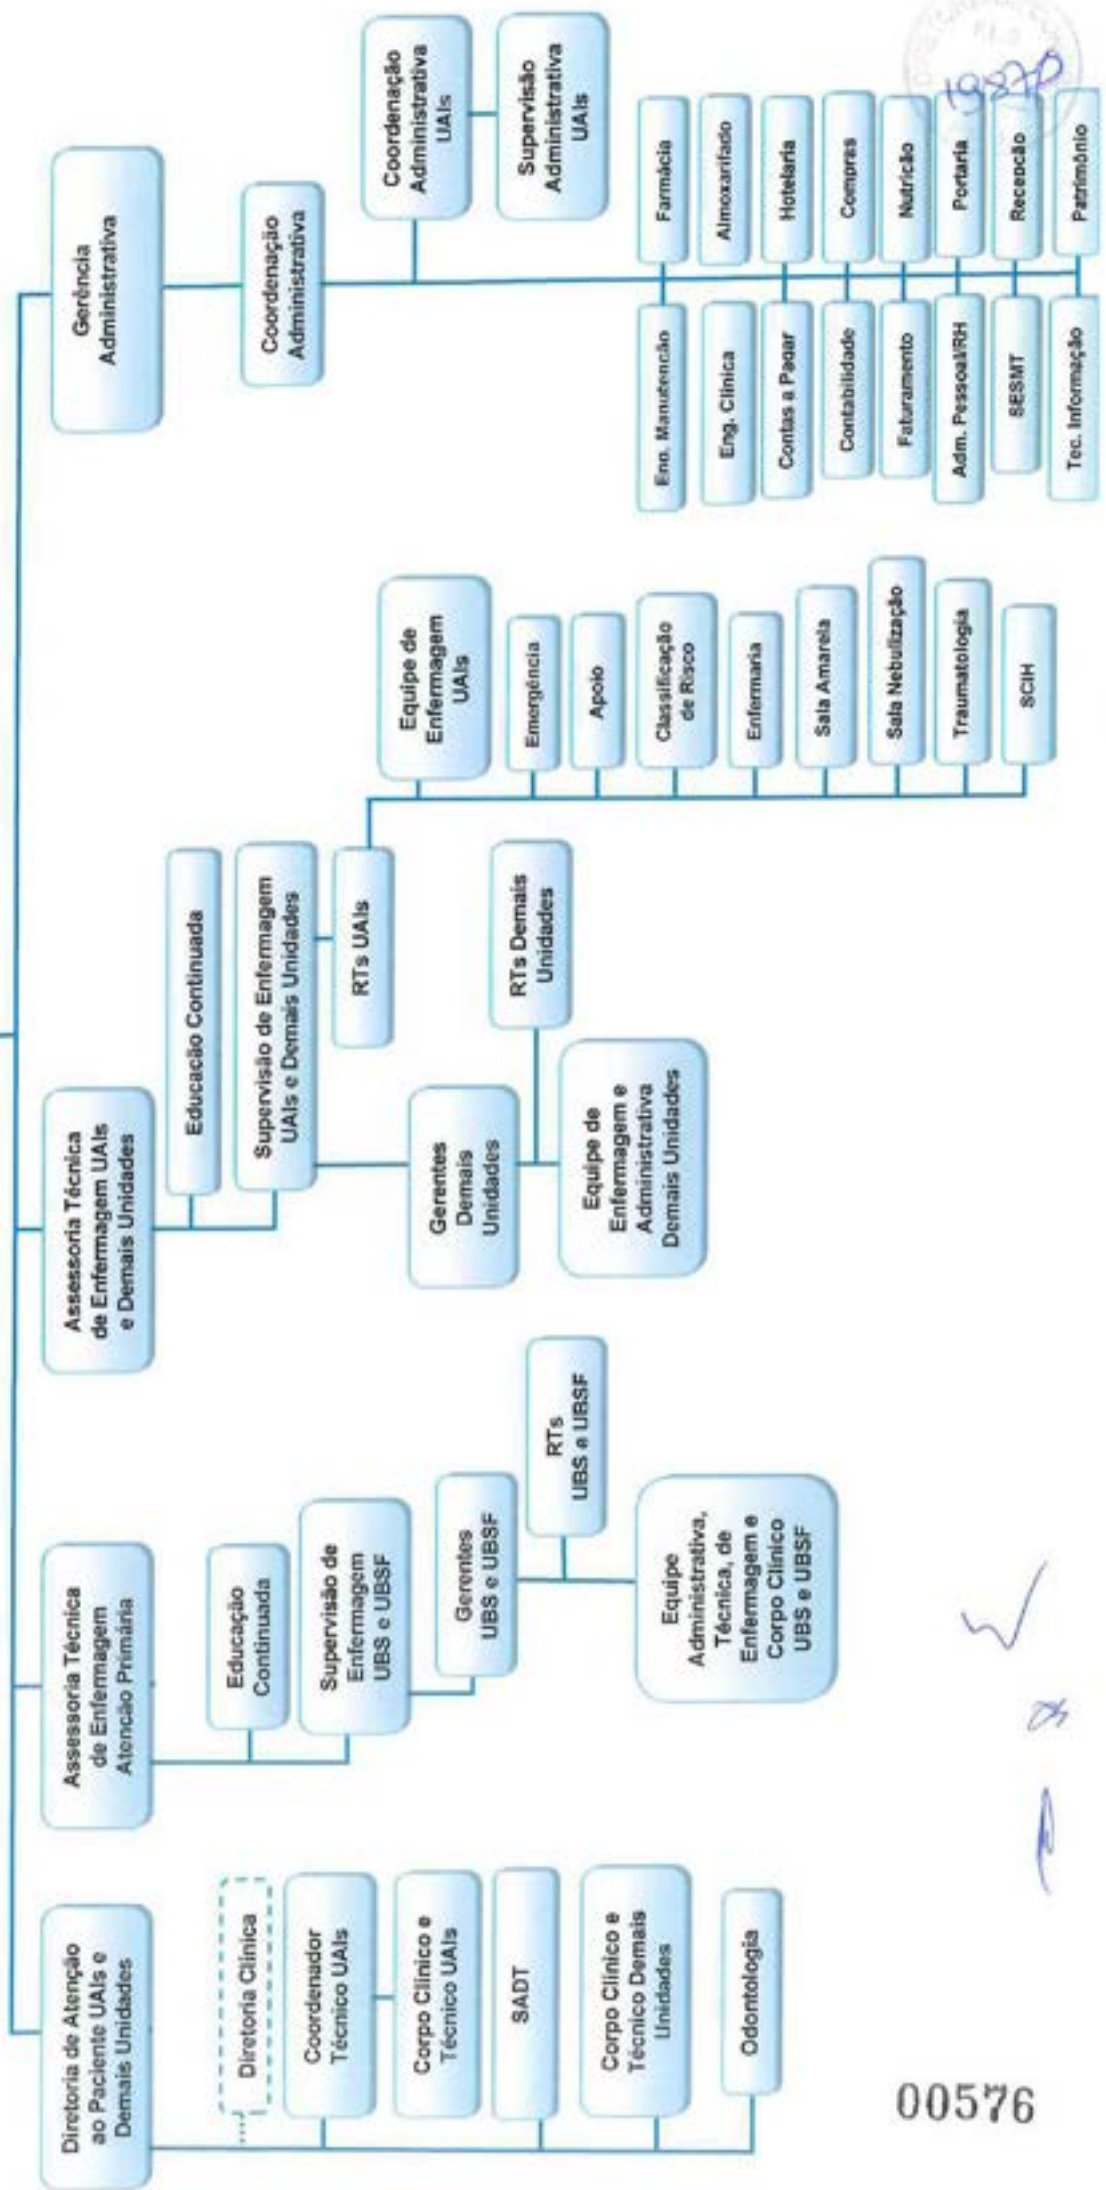 Diretoria de Atenção
ao Paciente UAIs e
Demais Unidades
Diretoria Clínica
Coordenador
Técnico UAIs
Corpo Clínico e
Técnico UAIs
SADT
Corpo Clínico e
Técnico Demais
Unidades
Odontologia
Assessoria Técnica
de Enfermagem
Atenção Primária
Educação
Continuada
Supervisão de
Enfermagem
UBS e UBSF
Gerentes
UBS e UBSF
RTs
UBS e UBSF
Equipe
Administrativa,
Técnica, de
Enfermagem e
Corpo Clínico
UBS e UBSF
Assessoria Técnica
de Enfermagem UAIs
e Demais Unidades
Educação Continuada
Supervisão de Enfermagem
UAIs e Demais Unidades
RTs UAIs
Gerentes
Demais
Unidades
RTs Demais
Unidades
Equipe de
Enfermagem e
Administrativa
Demais Unidades
Equipe de
Enfermagem
UAIs
Emergência
Apoio
Classificação
de Risco
Enfermaria
Sala Amarela
Sala Nebulização
Traumatologia
SCIH
Gerência
Administrativa
Coordenação
Administrativa
Coordenação
Administrativa
UAIs
Supervisão
Administrativa
UAIs
Eng. Manutenção
Farmácia
Eng. Clínica
Almoxarifado
Contas a Pagar
Hotelaria
Contabilidade
Compras
Faturamento
Nutrição
Adm. Pessoal/RH
Portaria
SESMT
Recepção
Tec. Informação
Patrimônio
00576